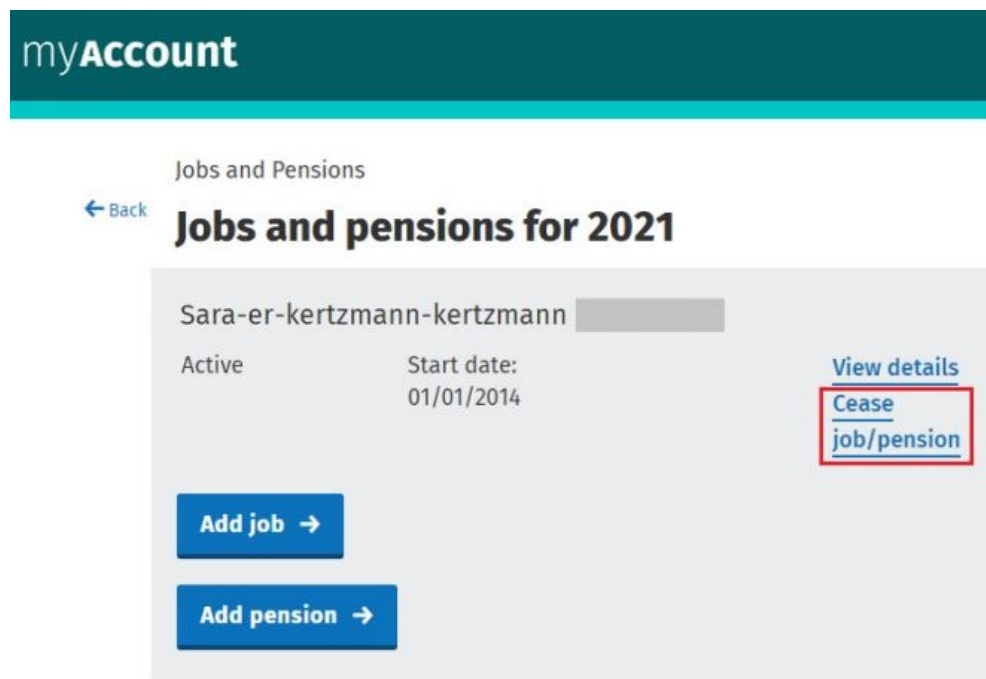 myAccount
Jobs and Pensions
← Back
Jobs and pensions for 2021
Sara-er-kertzmann-kertzmann
Active
Start date:
01/01/2014
View details
Cease
job/pension
Add job →
Add pension →